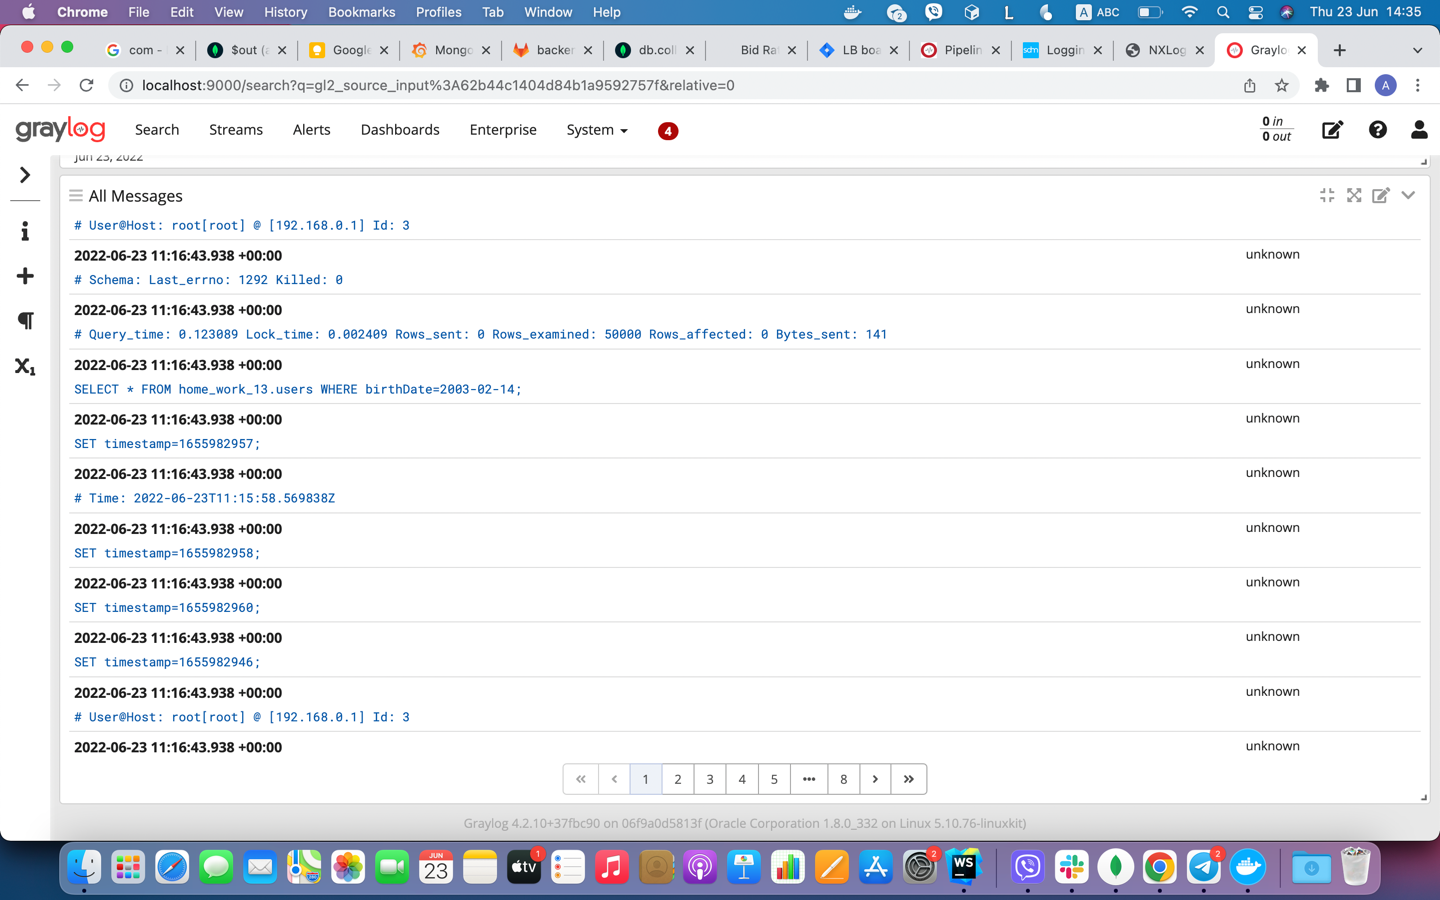 Chrome File Edit View History Bookmarks Profiles Tab Window Help 2 L A ABC Thu 23 Jun 14:35
com - $out (a Google Mongo backer db.coll Bid Ra LB boa Pipelin sdm Loggin NXLog Graylo
localhost:9000/search?q=gl2_source_input%3A62b44c1404d84b1a9592757f&relative=0 A
graylog Search Streams Alerts Dashboards Enterprise System 4 0 in
0 out
Jun 23, 2022
All Messages
# User@Host: root[root] @ [192.168.0.1] Id: 3
2022-06-23 11:16:43.938 +00:00 unknown
# Schema: Last_errno: 1292 Killed: 0
2022-06-23 11:16:43.938 +00:00 unknown
# Query_time: 0.123089 Lock_time: 0.002409 Rows_sent: 0 Rows_examined: 50000 Rows_affected: 0 Bytes_sent: 141
2022-06-23 11:16:43.938 +00:00 unknown
SELECT * FROM home_work_13.users WHERE birthDate=2003-02-14;
2022-06-23 11:16:43.938 +00:00 unknown
SET timestamp=1655982957;
2022-06-23 11:16:43.938 +00:00 unknown
# Time: 2022-06-23T11:15:58.569838Z
2022-06-23 11:16:43.938 +00:00 unknown
SET timestamp=1655982958;
2022-06-23 11:16:43.938 +00:00 unknown
SET timestamp=1655982960;
2022-06-23 11:16:43.938 +00:00 unknown
SET timestamp=1655982946;
2022-06-23 11:16:43.938 +00:00 unknown
# User@Host: root[root] @ [192.168.0.1] Id: 3
2022-06-23 11:16:43.938 +00:00 unknown
« ‹ 1 2 3 4 5 ••• 8 › »
Graylog 4.2.10+37fbc90 on 06f9a0d5813f (Oracle Corporation 1.8.0_332 on Linux 5.10.76-linuxkit)
JUN 23 tv 1 2 WS 2